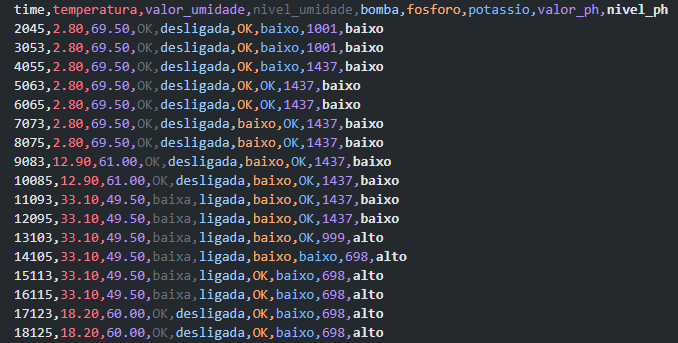 time,temperatura,valor_umidade,nivel_umidade,bomba,fosforo,potassio,valor_ph,nivel_ph
2045,2.80,69.50,OK,desligada,OK,baixo,1001,baixo
3053,2.80,69.50,OK,desligada,OK,baixo,1001,baixo
4055,2.80,69.50,OK,desligada,OK,baixo,1437,baixo
5063,2.80,69.50,OK,desligada,OK,OK,1437,baixo
6065,2.80,69.50,OK,desligada,OK,OK,1437,baixo
7073,2.80,69.50,OK,desligada,baixo,OK,1437,baixo
8075,2.80,69.50,OK,desligada,baixo,OK,1437,baixo
9083,12.90,61.00,OK,desligada,baixo,OK,1437,baixo
10085,12.90,61.00,OK,desligada,baixo,OK,1437,baixo
11093,33.10,49.50,baixa,ligada,baixo,OK,1437,baixo
12095,33.10,49.50,baixa,ligada,baixo,OK,1437,baixo
13103,33.10,49.50,baixa,ligada,baixo,OK,999,alto
14105,33.10,49.50,baixa,ligada,baixo,baixo,698,alto
15113,33.10,49.50,baixa,ligada,OK,baixo,698,alto
16115,33.10,49.50,baixa,ligada,OK,baixo,698,alto
17123,18.20,60.00,OK,desligada,OK,baixo,698,alto
18125,18.20,60.00,OK,desligada,OK,baixo,698,alto